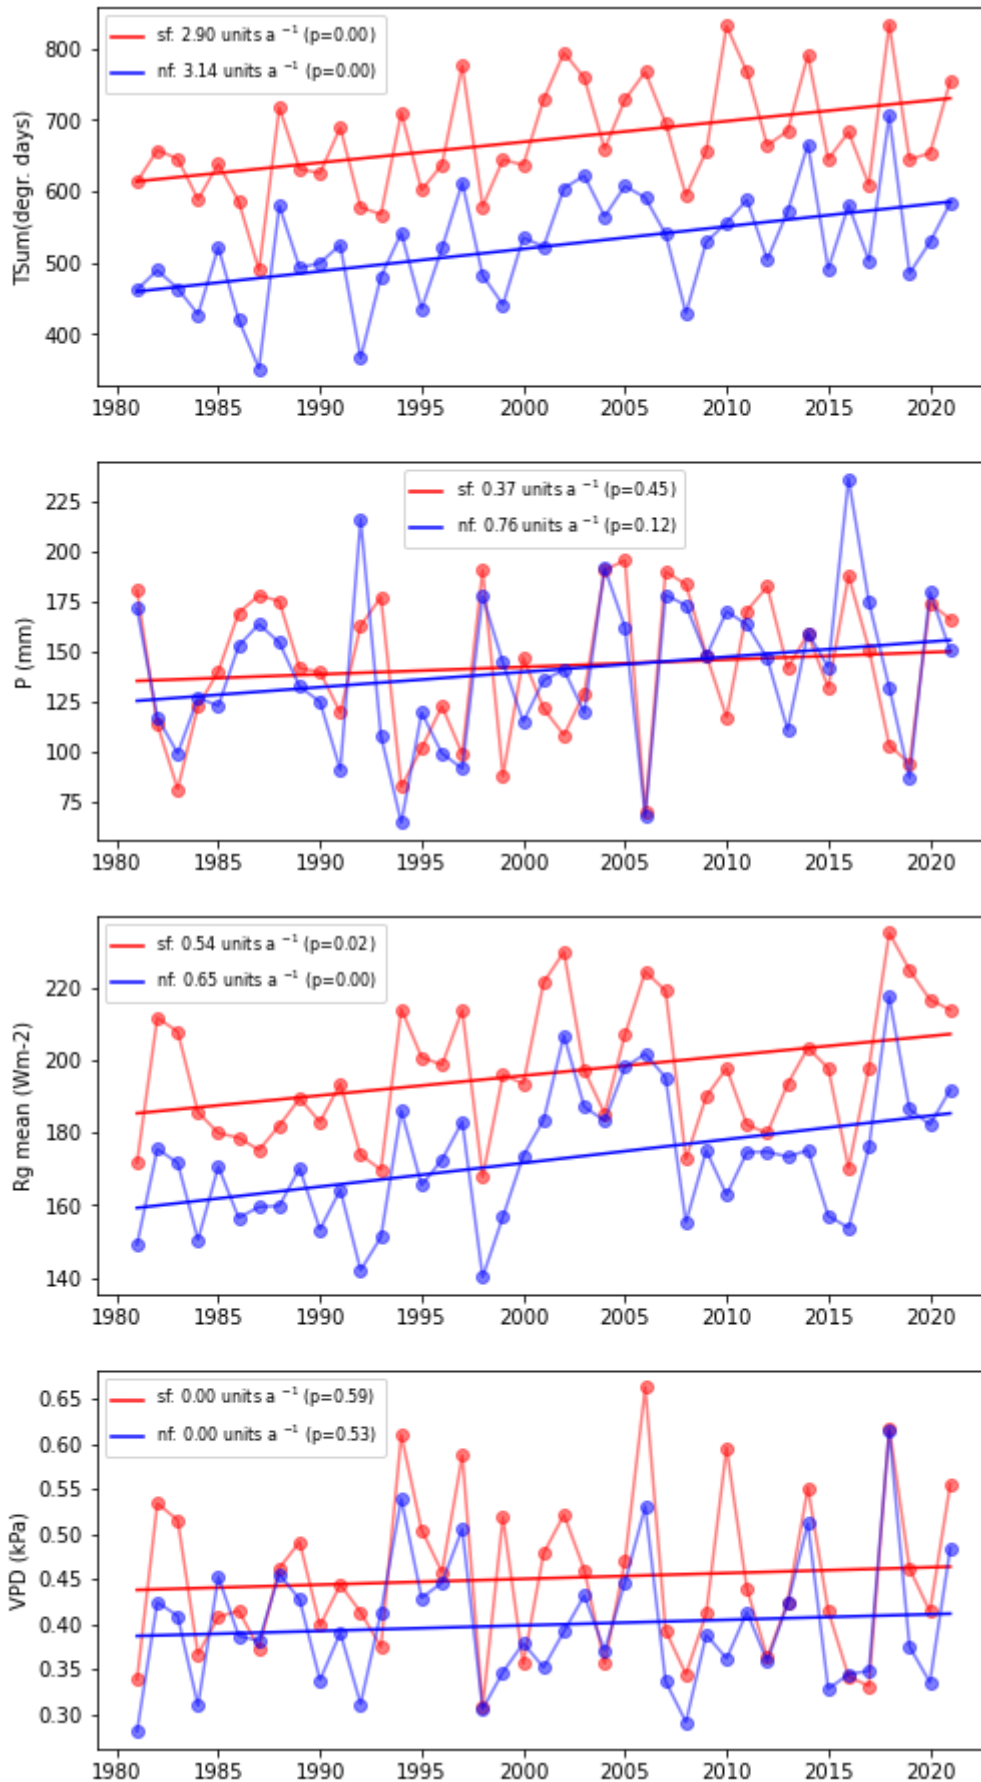 sf: 2.90 units a ⁻¹ (p=0.00)
nf: 3.14 units a ⁻¹ (p=0.00)
800
700
600
500
400
TSum(degr. days)
1980 1985 1990 1995 2000 2005 2010 2015 2020
sf: 0.37 units a ⁻¹ (p=0.45)
nf: 0.76 units a ⁻¹ (p=0.12)
225
200
175
150
125
100
75
P (mm)
1980 1985 1990 1995 2000 2005 2010 2015 2020
sf: 0.54 units a ⁻¹ (p=0.02)
nf: 0.65 units a ⁻¹ (p=0.00)
220
200
180
160
140
Rg mean (Wm-2)
1980 1985 1990 1995 2000 2005 2010 2015 2020
sf: 0.00 units a ⁻¹ (p=0.59)
nf: 0.00 units a ⁻¹ (p=0.53)
0.65
0.60
0.55
0.50
0.45
0.40
0.35
0.30
VPD (kPa)
1980 1985 1990 1995 2000 2005 2010 2015 2020